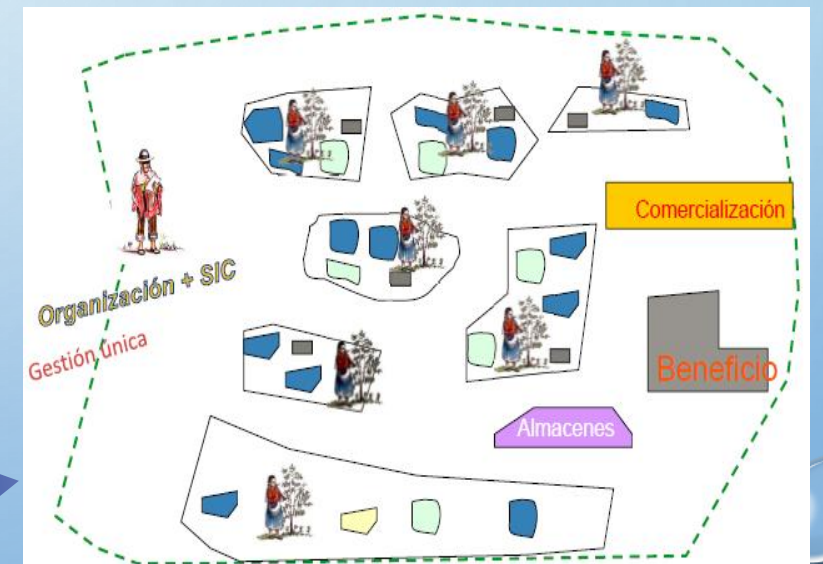 Comercialización
Organización + SIC
Gestión única
Beneficio
Almacenes